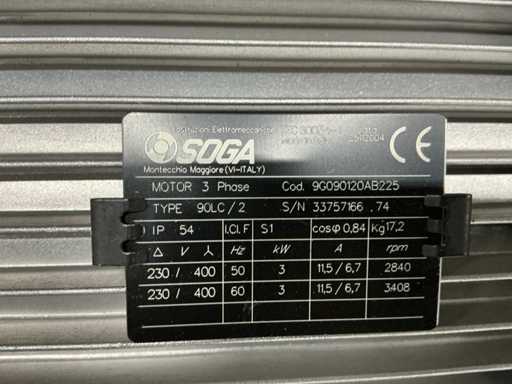 Costruzioni Elettromeccaniche
SOGA
CE
Montecchio Maggiore (VI-ITALY)
MOTOR 3 Phase Cod. 9G090120AB225
TYPE 90LC/2 S/N 33757166 .74
IP 54 I.Cl.F S1 cosφ 0,84 Kg 17,2
Δ V Y Hz kW A rpm
230 / 400 50 3 11,5 / 6,7 2840
230 / 400 60 3 11,5 / 6,7 3408